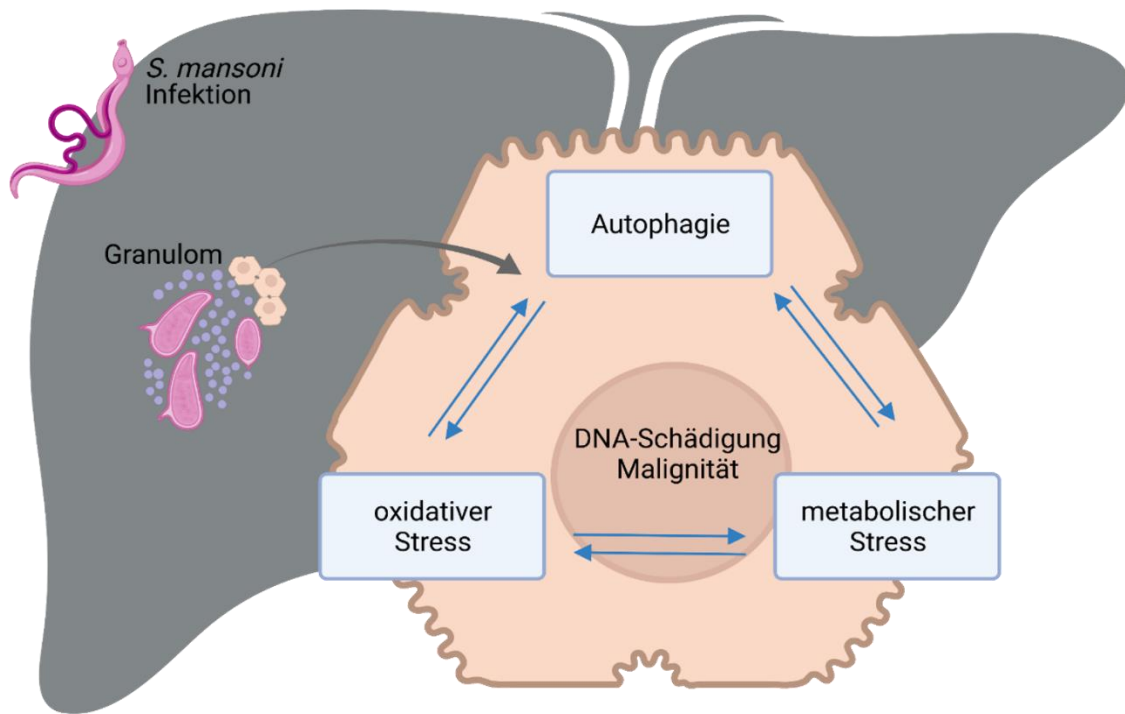 S. mansoni
Infektion
Granulom
Autophagie
DNA-Schädigung
Malignität
oxidativer
Stress
metabolischer
Stress